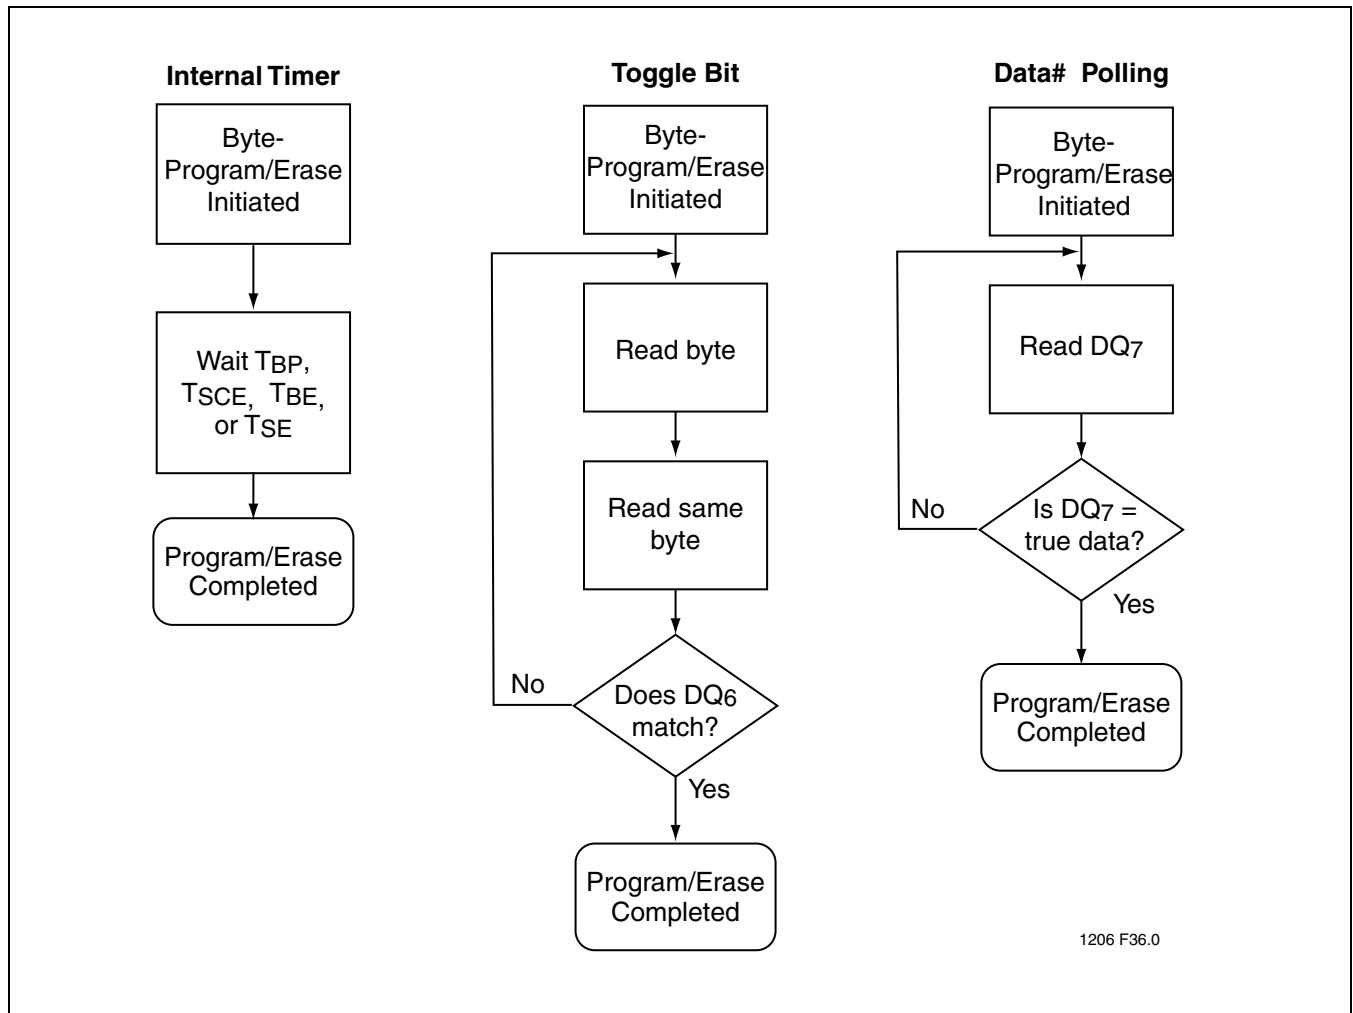 Internal Timer
Byte-
Program/Erase
Initiated
Wait TBP,
TSCE, TBE,
or TSE
Program/Erase
Completed
Toggle Bit
Byte-
Program/Erase
Initiated
Read byte
Read same
byte
No
Does DQ6
match?
Yes
Program/Erase
Completed
Data# Polling
Byte-
Program/Erase
Initiated
Read DQ7
No
Is DQ7 =
true data?
Yes
Program/Erase
Completed
1206 F36.0